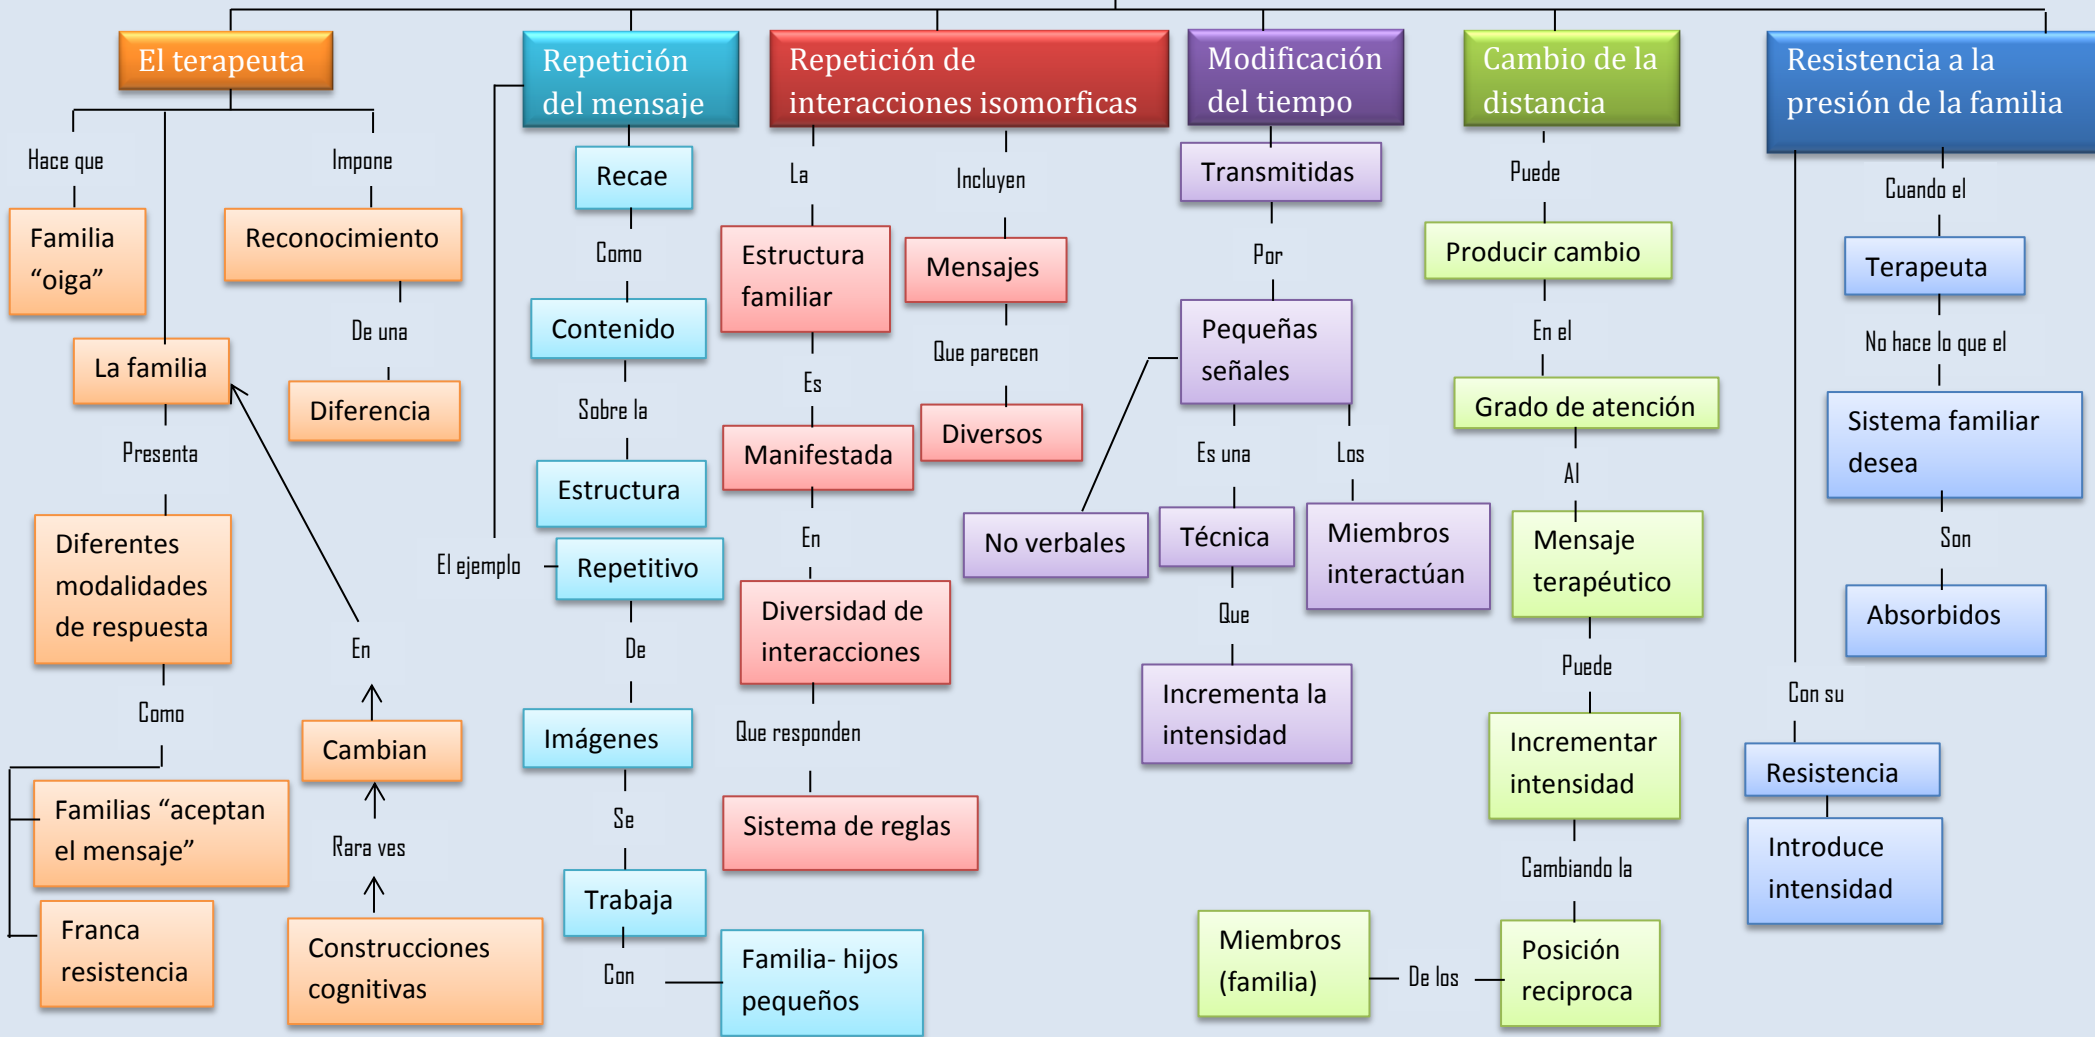 El terapeuta
Hace que
Familia
“oiga”
Impone
Reconocimiento
De una
Diferencia
La familia
Presenta
Diferentes
modalidades
de respuesta
Como
Familias “aceptan
el mensaje”
Franca
resistencia
En
Cambian
Rara ves
Construcciones
cognitivas
Repetición
del mensaje
Recae
Como
Contenido
Sobre la
Estructura
El ejemplo
Repetitivo
De
Imágenes
Se
Trabaja
Con
Familia- hijos
pequeños
Repetición de
interacciones isomorficas
La
Estructura
familiar
Es
Manifestada
En
Diversidad de
interacciones
Que responden
Sistema de reglas
Incluyen
Mensajes
Que parecen
Diversos
Modificación
del tiempo
Transmitidas
Por
Pequeñas
señales
No verbales
Es una
Técnica
Que
Incrementa la
intensidad
Los
Miembros
interactúan
Cambio de la
distancia
Puede
Producir cambio
En el
Grado de atención
Al
Mensaje
terapéutico
Puede
Incrementar
intensidad
Cambiando la
Posición
reciproca
De los
Miembros
(familia)
Resistencia a la
presión de la familia
Cuando el
Terapeuta
No hace lo que el
Sistema familiar
desea
Son
Absorbidos
Con su
Resistencia
Introduce
intensidad